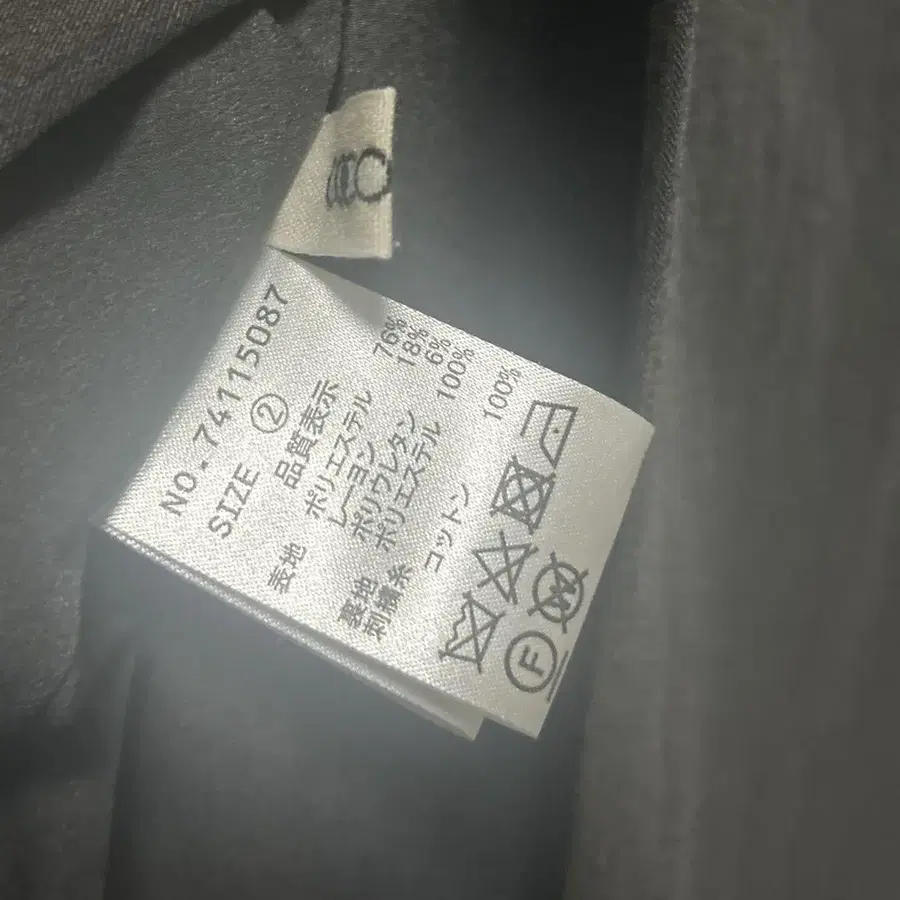 NO.74115087
SIZE ②
品質表示
表地 ポリエステル 76%
レーヨン 18%
ポリウレタン 6%
裏地 ポリエステル 100%
刺繍糸
コットン 100%
F
W